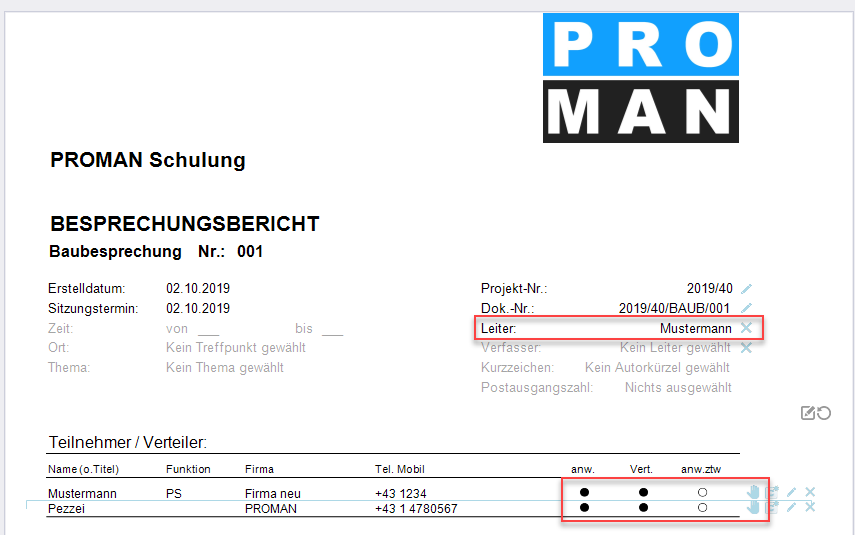 PRO
MAN
PROMAN Schulung
BESPRECHUNGSBERICHT
Baubesprechung Nr.: 001
Erstelldatum: 02.10.2019 Projekt-Nr.: 2019/40
Sitzungstermin: 02.10.2019 Dok.-Nr.: 2019/40/BAUB/001
Leiter: Mustermann
Zeit: von ___ bis ___
Ort: Kein Treffpunkt gewählt Verfasser: Kein Leiter gewählt
Thema: Kein Thema gewählt Kurzzeichen: Kein Autorkürzel gewählt
Postausgangszahl: Nichts ausgewählt
Teilnehmer / Verteiler:
Name (o.Titel) Funktion Firma Tel. Mobil anw. Vert. anw.ztw
Mustermann PS Firma neu +43 1234
Pezzei PROMAN +43 1 4780567